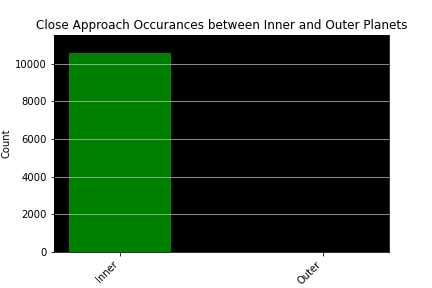 Close Approach Occurances between Inner and Outer Planets
10000
8000
6000
4000
2000
0
Count
Inner
Outer